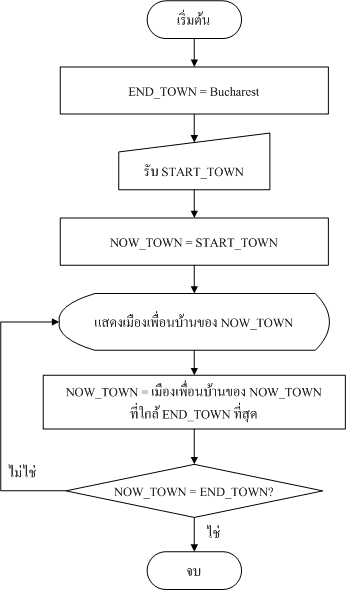 เริ่มต้น
END_TOWN = Bucharest
รับ START_TOWN
NOW_TOWN = START_TOWN
แสดงเมืองเพื่อนบ้านของ NOW_TOWN
NOW_TOWN = เมืองเพื่อนบ้านของ NOW_TOWN
ที่ใกล้ END_TOWN ที่สุด
ไม่ใช่
NOW_TOWN = END_TOWN?
ใช่
จบ